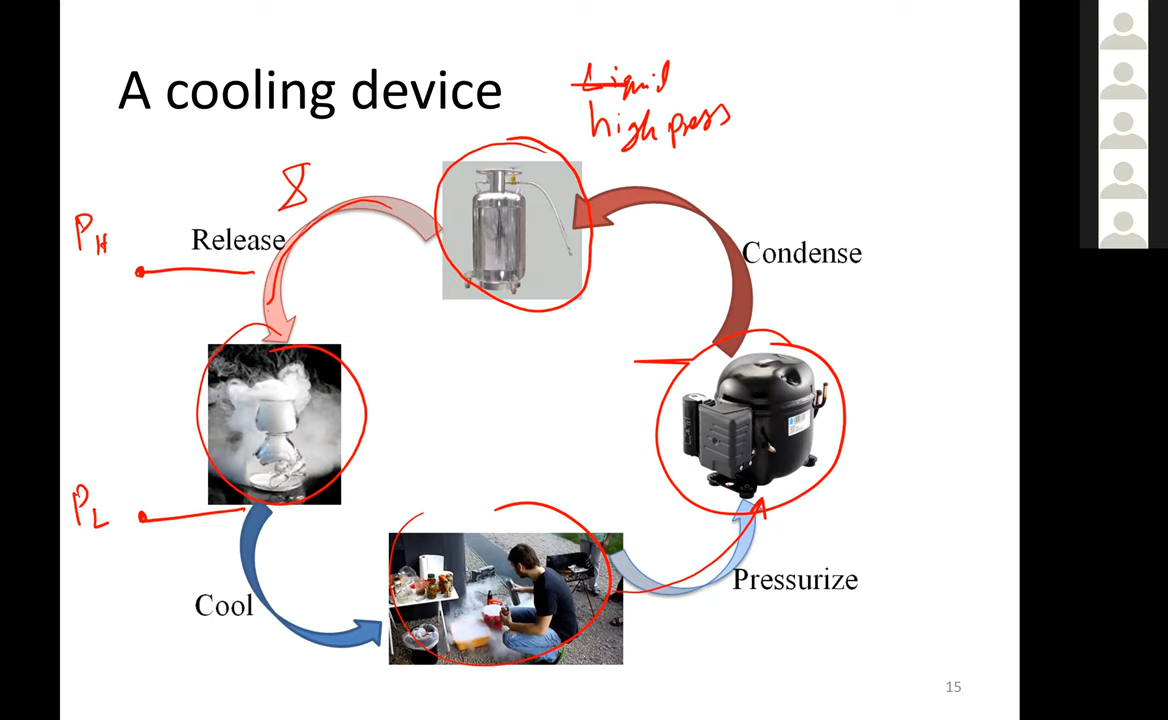 A cooling device
Liquid
high press
Release
P_H
Condense
P_L
Cool
Pressurize
15